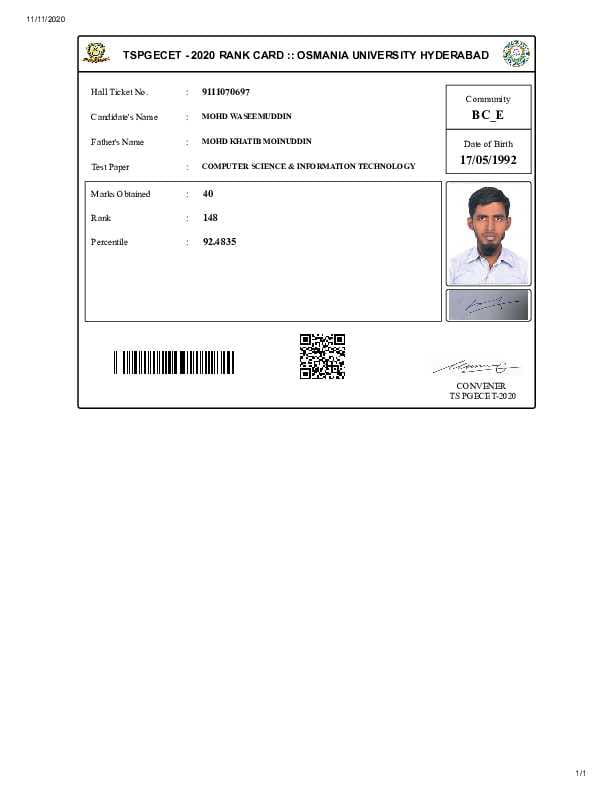 11/11/2020
TSPGECET - 2020 RANK CARD :: OSMANIA UNIVERSITY HYDERABAD
Hall Ticket No. : 9111070697
Candidate's Name : MOHD WASEEMUDDIN
Father's Name : MOHD KHATIB MOINUDDIN
Test Paper : COMPUTER SCIENCE & INFORMATION TECHNOLOGY
Community
BC_E
Date of Birth
17/05/1992
Marks Obtained : 40
Rank : 148
Percentile : 92.4835
CONVENER
TSPGECET-2020
1/1